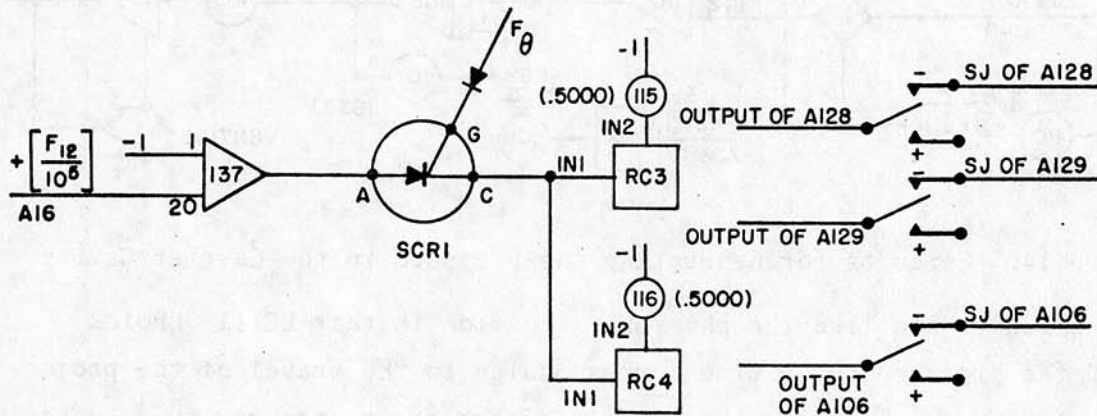 Fθ
-1
(.5000) 115
IN2
- SJ OF A128
OUTPUT OF A128
+
+ [F12/10^5] -1 1
137
A16 20
G
A C
SCR1
IN1 RC3
- SJ OF A129
OUTPUT OF A129
+
-1
116 (.5000)
IN2
IN1 RC4
- SJ OF A106
OUTPUT
OF A106
+